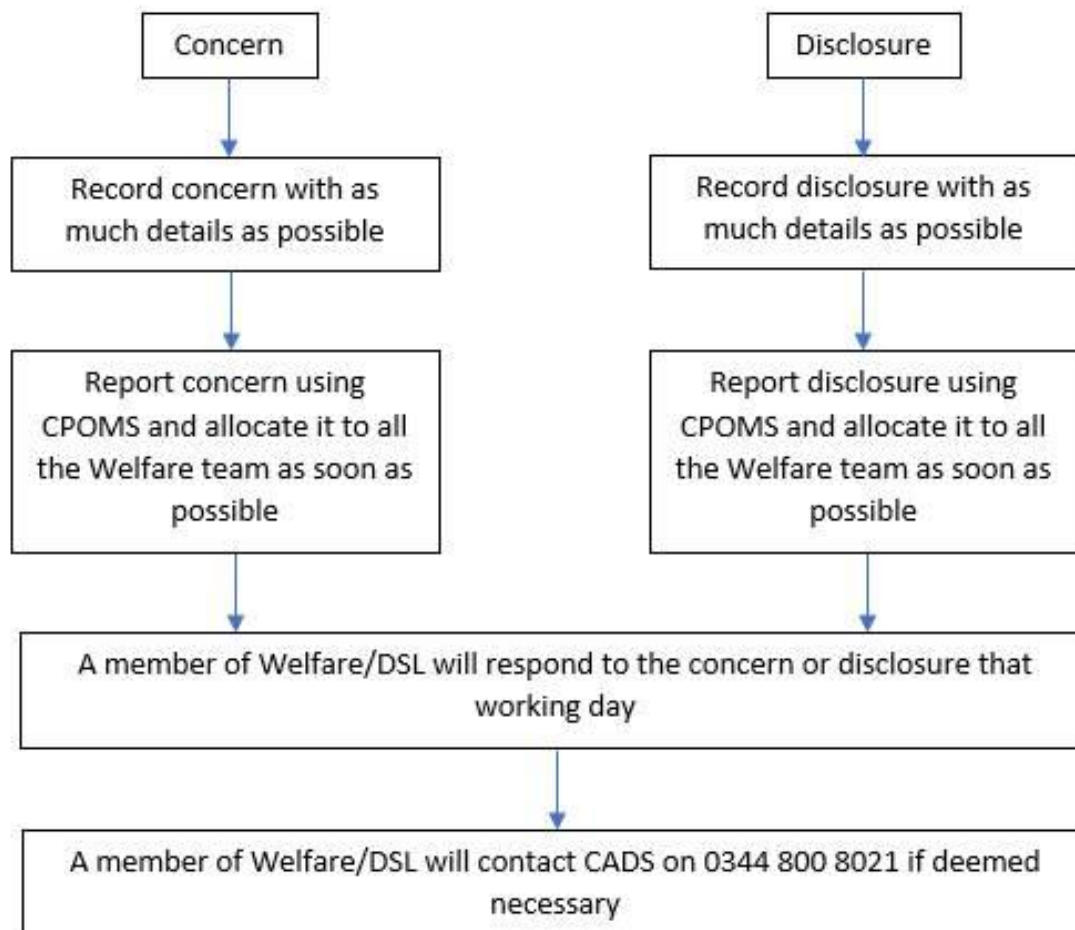 Concern
Disclosure
Record concern with as
much details as possible
Record disclosure with as
much details as possible
Report concern using
CPOMS and allocate it to all
the Welfare team as soon as
possible
Report disclosure using
CPOMS and allocate it to all
the Welfare team as soon as
possible
A member of Welfare/DSL will respond to the concern or disclosure that
working day
A member of Welfare/DSL will contact CADS on 0344 800 8021 if deemed
necessary